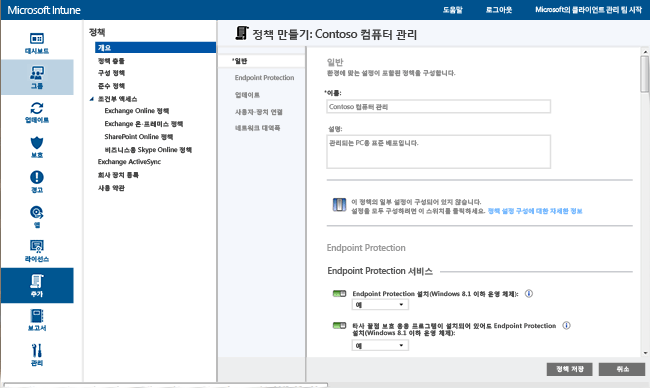 Microsoft Intune
도움말
로그아웃
Microsoft의 클라이언트 관리 팀 시작
대시보드
그룹
업데이트
보호
경고
앱
라이선스
추가
보고서
관리
정책
개요
정책 충돌
구성 정책
준수 정책
조건부 액세스
Exchange Online 정책
Exchange 온-프레미스 정책
SharePoint Online 정책
비즈니스용 Skype Online 정책
Exchange ActiveSync
회사 장치 등록
사용 약관
정책 만들기: Contoso 컴퓨터 관리
*일반
Endpoint Protection
업데이트
사용자-장치 연결
네트워크 대역폭
일반
환경에 맞는 설정이 포함된 정책을 구성합니다.
*이름:
Contoso 컴퓨터 관리
설명:
관리되는 PC용 표준 배포입니다.
이 정책의 일부 설정이 구성되어 있지 않습니다.
설정을 모두 구성하려면 이 스위치를 클릭하세요. 정책 설정 구성에 대한 자세한 정보
Endpoint Protection
Endpoint Protection 서비스
Endpoint Protection 설치(Windows 8.1 이하 운영 체제):
예
타사 끝점 보호 응용 프로그램이 설치되어 있어도 Endpoint Protection
설치(Windows 8.1 이하 운영 체제):
예
정책 저장
취소